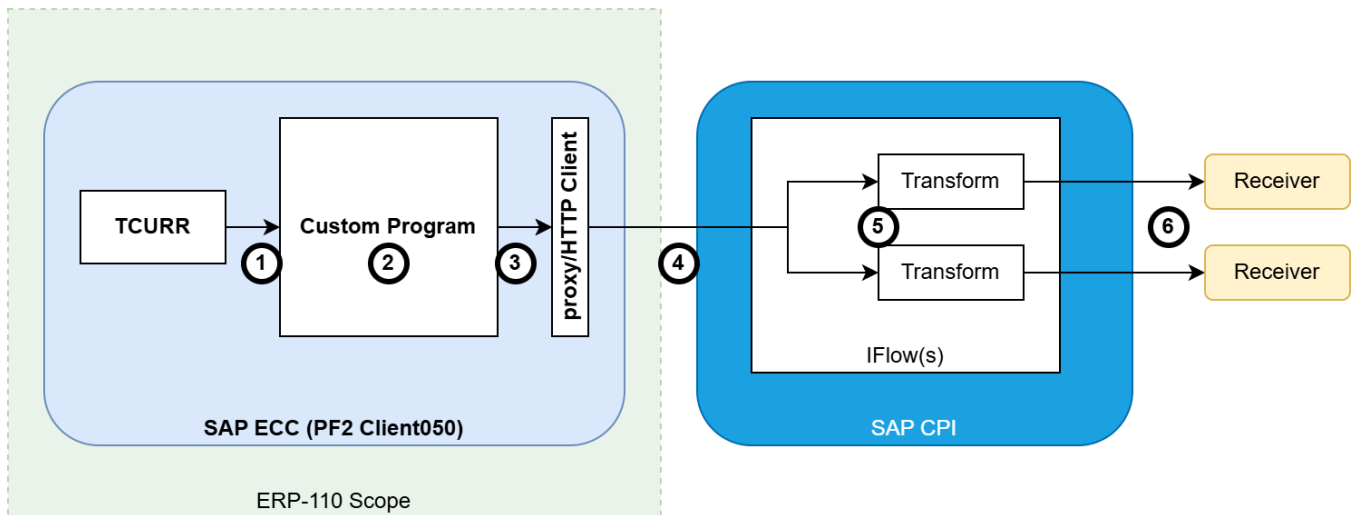 TCURR
1
Custom Program
2
3
proxy/HTTP Client
4
Transform
5
Transform
IFlow(s)
6
Receiver
Receiver
SAP ECC (PF2 Client050)
SAP CPI
ERP-110 Scope